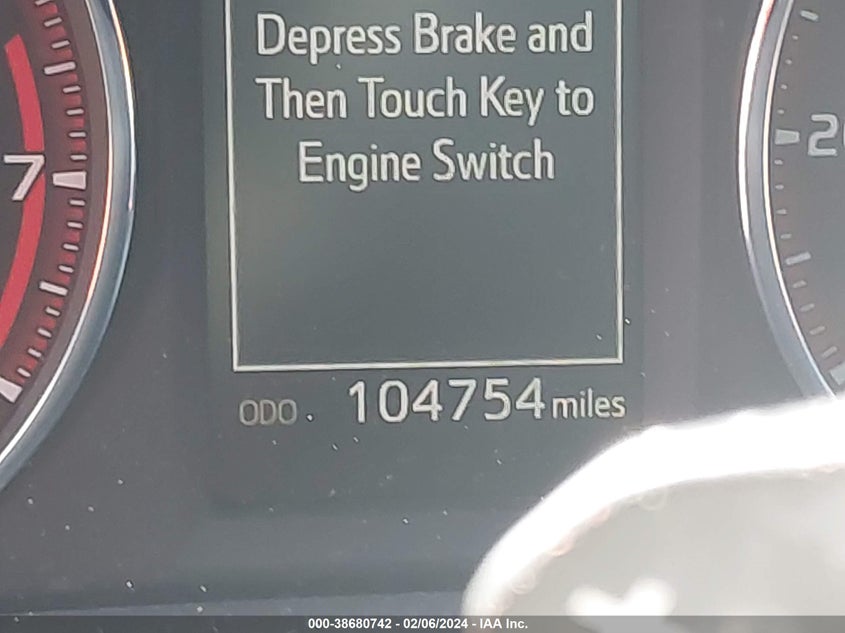 Depress Brake and
Then Touch Key to
Engine Switch
7
20
ODO 104754 miles
000-38680742 - 02/06/2024 - IAA Inc.